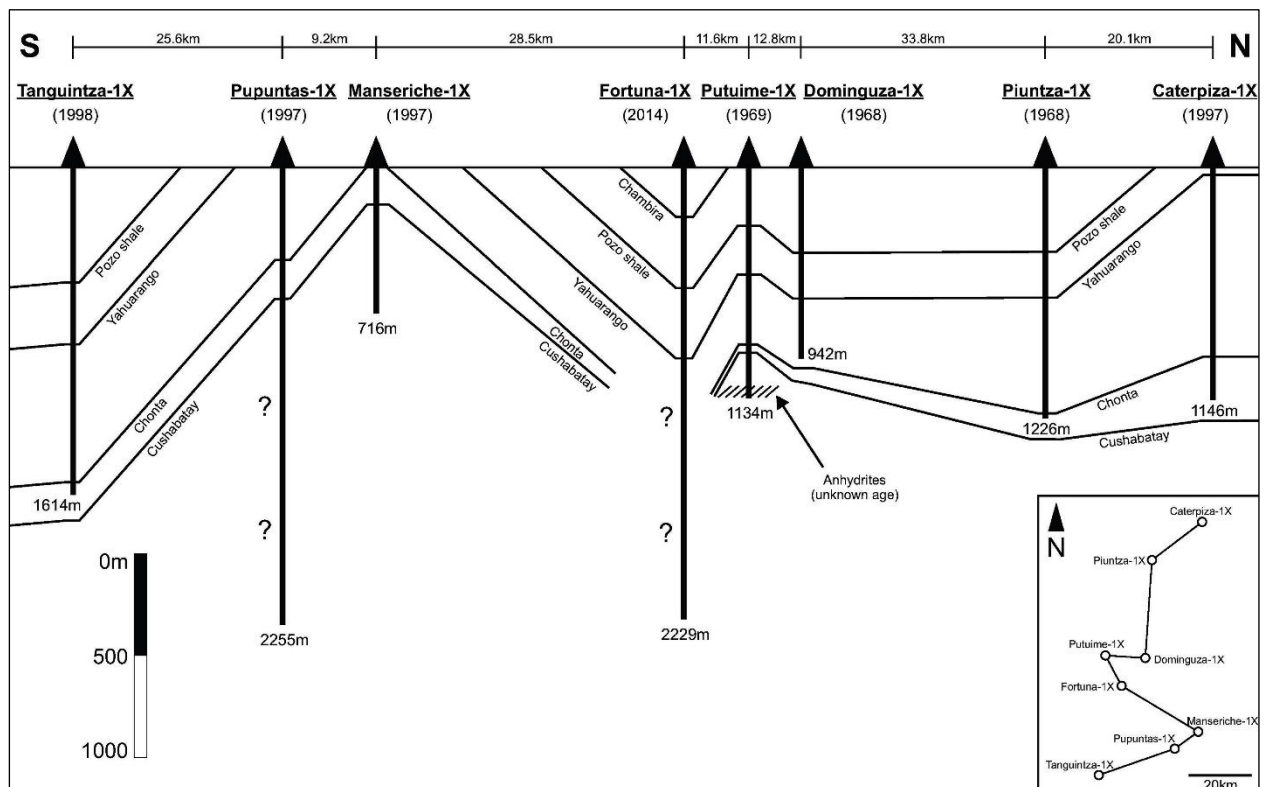 S
25.6km
9.2km
28.5km
11.6km
12.8km
33.8km
20.1km
N
Tanguintza-1X
(1998)
Pupuntas-1X
(1997)
Manseriche-1X
(1997)
Fortuna-1X
(2014)
Putuime-1X
(1969)
Dominguza-1X
(1968)
Piuntza-1X
(1968)
Caterpiza-1X
(1997)
Pozo shale
Yahuarango
Chonta
Cushabatay
Chambira
Pozo shale
Yahuarango
Chonta
Cushabatay
Pozo shale
Yahuarango
Chonta
Cushabatay
1614m
?
?
2255m
716m
?
?
2229m
1134m
942m
1226m
1146m
Anhydrites
(unknown age)
0m
500
1000
N
Caterpiza-1X
Piuntza-1X
Putuime-1X
Dominguza-1X
Fortuna-1X
Manseriche-1X
Pupuntas-1X
Tanguintza-1X
20km